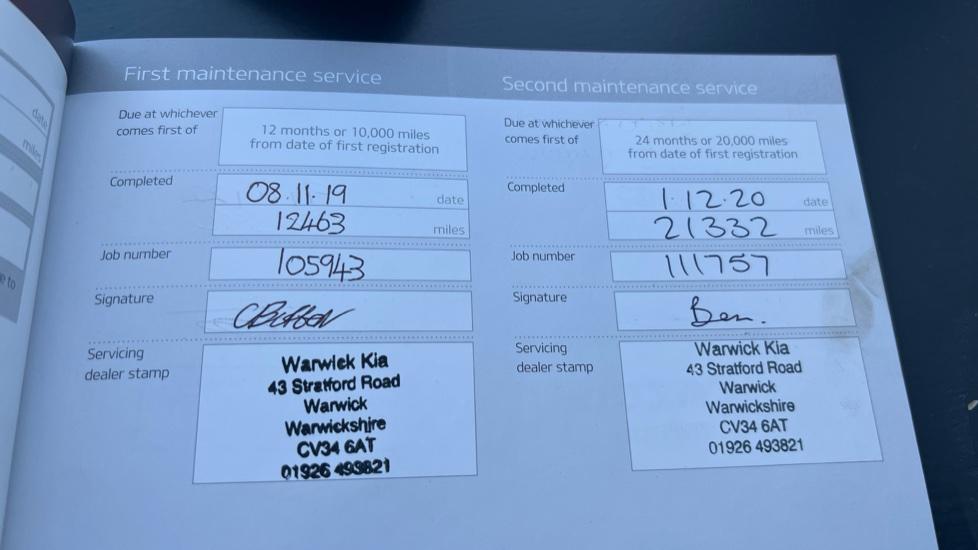 First maintenance service
Due at whichever
comes first of
12 months or 10,000 miles
from date of first registration
Completed
08.11.19 date
12463 miles
Job number
105943
Signature
Servicing
dealer stamp
Warwick Kia
43 Stratford Road
Warwick
Warwickshire
CV34 6AT
01926 493821
Second maintenance service
Due at whichever
comes first of
24 months or 20,000 miles
from date of first registration
Completed
1.12.20 date
21332 miles
Job number
111757
Signature
Ben.
Servicing
dealer stamp
Warwick Kia
43 Stratford Road
Warwick
Warwickshire
CV34 6AT
01926 493821
date
miles
e to